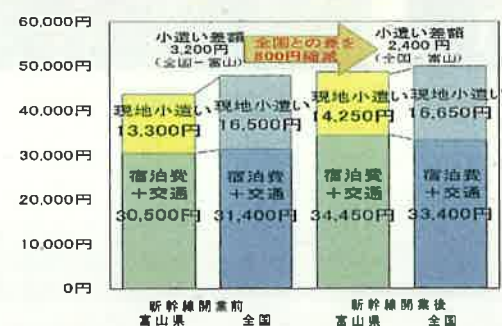 60,000円
50,000円
40,000円
30,000円
20,000円
10,000円
0円
小遣い差額
3,200円
(全国－富山)
全国との差を
800円縮減
小遣い差額
2,400円
(全国－富山)
現地小遣い
13,300円
現地小遣い
16,500円
現地小遣い
14,250円
現地小遣い
16,650円
宿泊費
＋交通
30,500円
宿泊費
＋交通
31,400円
宿泊費
＋交通
34,450円
宿泊費
＋交通
33,400円
新幹線開業前
新幹線開業後
富山県
全国
富山県
全国